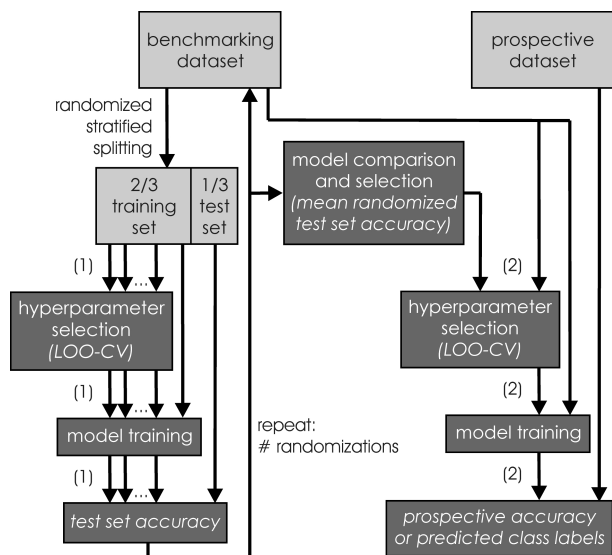 benchmarking
dataset
prospective
dataset
randomized
stratified
splitting
2/3
training
set
1/3
test
set
model comparison
and selection
(mean randomized
test set accuracy)
(1)
...
(2)
hyperparameter
selection
(LOO-CV)
hyperparameter
selection
(LOO-CV)
(1)
...
(2)
model training
repeat:
# randomizations
model training
(1)
...
(2)
test set accuracy
prospective accuracy
or predicted class labels